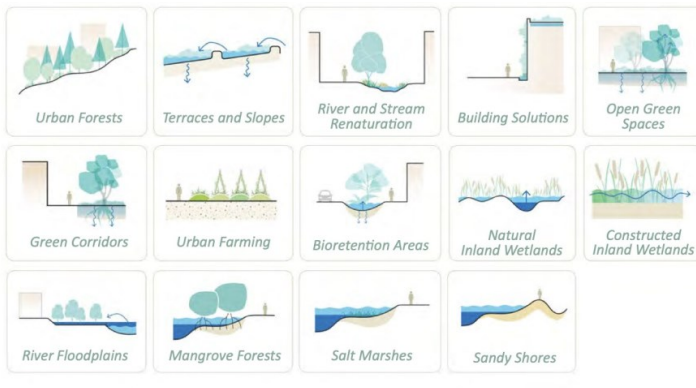 Urban Forests
Terraces and Slopes
River and Stream
Renaturation
Building Solutions
Open Green
Spaces
Green Corridors
Urban Farming
Bioretention Areas
Natural
Inland Wetlands
Constructed
Inland Wetlands
River Floodplains
Mangrove Forests
Salt Marshes
Sandy Shores